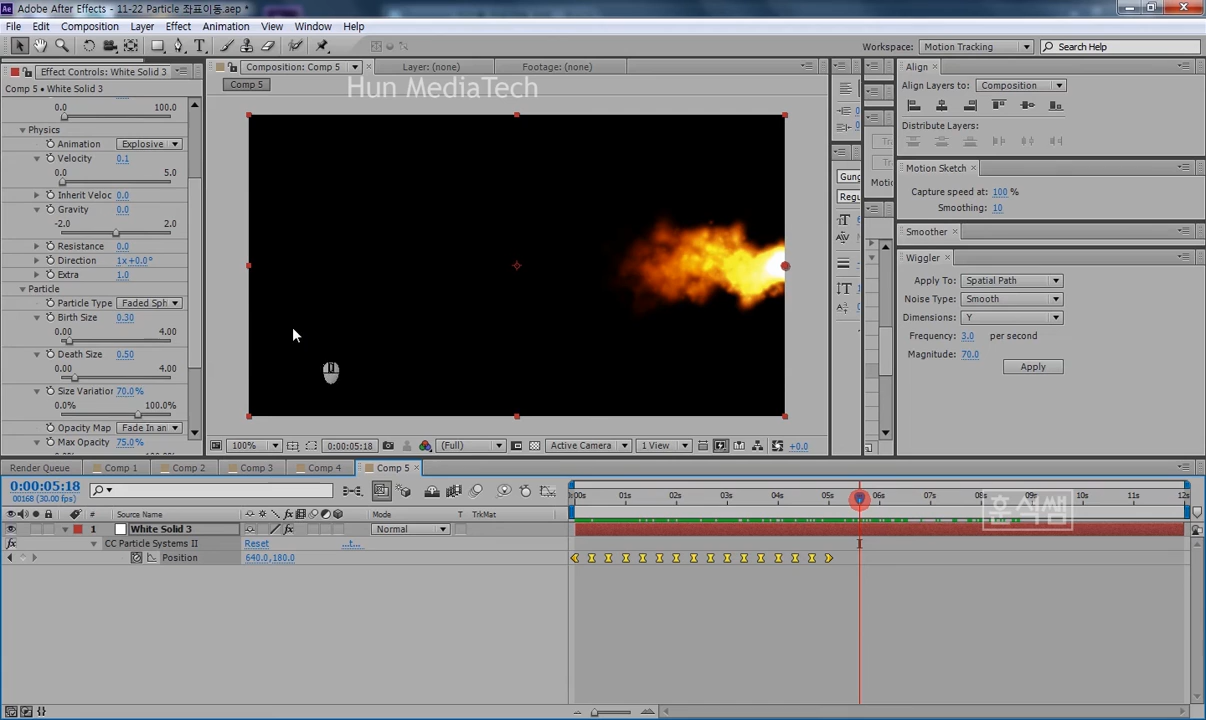 Adobe After Effects - 11-22 Particle 좌표이동.aep *
File Edit Composition Layer Effect Animation View Window Help
Workspace: Motion Tracking Search Help
Effect Controls: White Solid 3
Composition: Comp 5
Layer: (none)
Footage: (none)
Hun MediaTech
Comp 5 • White Solid 3
Comp 5
0.0 100.0
Physics
Animation Explosive
Velocity 0.1
0.0 5.0
Inherit Veloc 0.0
Gravity 0.0
-2.0 2.0
Resistance 0.0
Direction 1x+0.0°
Extra 1.0
Particle
Particle Type Faded Sph
Birth Size 0.30
0.00 4.00
Death Size 0.50
0.00 4.00
Size Variation 70.0%
0.0% 100.0%
Opacity Map Fade In an
Max Opacity 75.0%
Gung
Regu
Motion
Align
Align Layers to: Composition
Distribute Layers:
Motion Sketch
Capture speed at: 100 %
Smoothing: 10
Smoother
Wiggler
Apply To: Spatial Path
Noise Type: Smooth
Dimensions: Y
Frequency: 3.0 per second
Magnitude: 70.0
Apply
100% 0:00:05:18 (Full) Active Camera 1 View +0.0
Render Queue Comp 1 Comp 2 Comp 3 Comp 4 Comp 5
0:00:05:18
00168 (30.00 fps)
:00s 01s 02s 03s 04s 05s 06s 07s 08s 09s 10s 11s 12s
훈식쌤
# Source Name Mode T TrkMat
1 White Solid 3 Normal
CC Particle Systems II Reset ...t...
Position 640.0,180.0